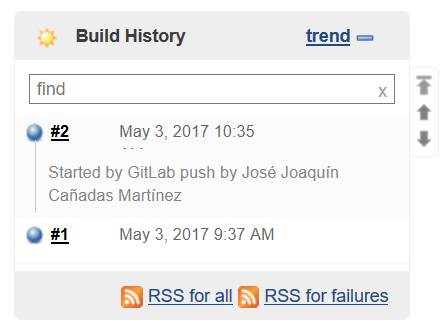 Build History trend
find x
#2 May 3, 2017 10:35
Started by GitLab push by José Joaquín
Cañadas Martínez
#1 May 3, 2017 9:37 AM
RSS for all RSS for failures